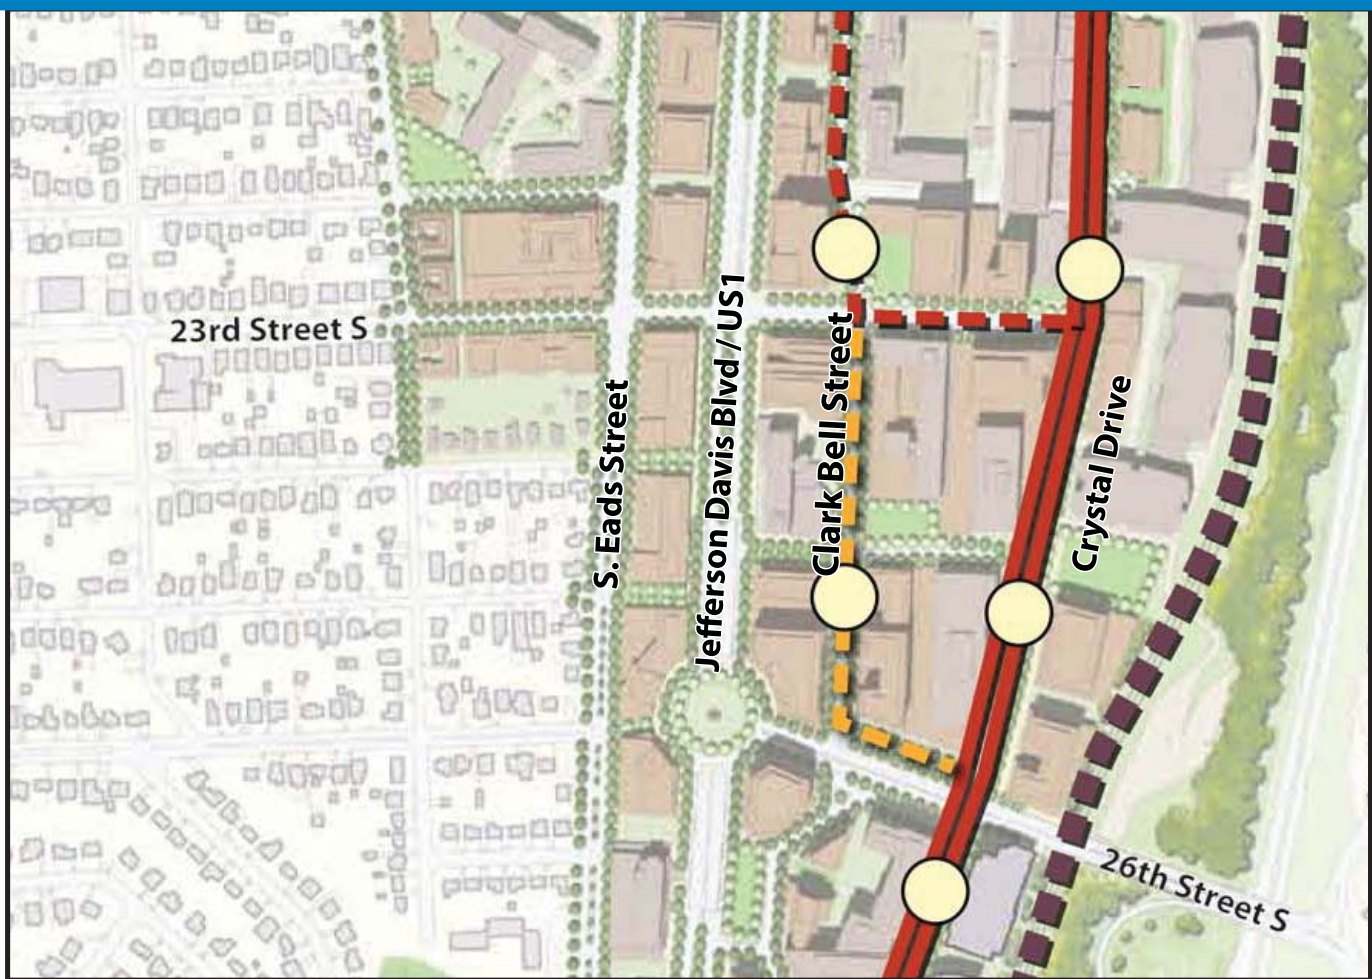 23rd Street S
S. Eads Street
Jefferson Davis Blvd / US1
Clark Bell Street
Crystal Drive
26th Street S